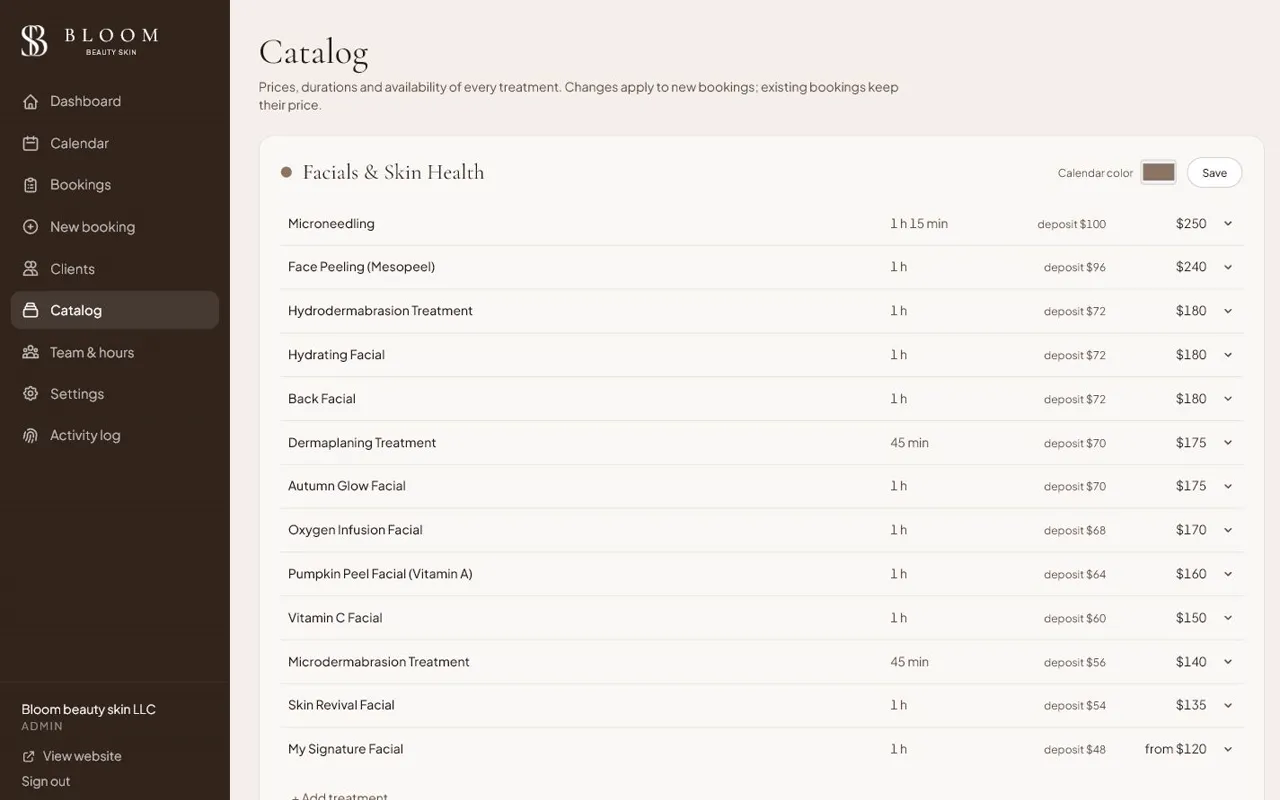 BLOOM
BEAUTY SKIN
Dashboard
Calendar
Bookings
New booking
Clients
Catalog
Team & hours
Settings
Activity log
Bloom beauty skin LLC
ADMIN
View website
Sign out
Catalog
Prices, durations and availability of every treatment. Changes apply to new bookings; existing bookings keep
their price.
Facials & Skin Health
Calendar color
Save
Microneedling 1 h 15 min deposit $100 $250
Face Peeling (Mesopeel) 1 h deposit $96 $240
Hydrodermabrasion Treatment 1 h deposit $72 $180
Hydrating Facial 1 h deposit $72 $180
Back Facial 1 h deposit $72 $180
Dermaplaning Treatment 45 min deposit $70 $175
Autumn Glow Facial 1 h deposit $70 $175
Oxygen Infusion Facial 1 h deposit $68 $170
Pumpkin Peel Facial (Vitamin A) 1 h deposit $64 $160
Vitamin C Facial 1 h deposit $60 $150
Microdermabrasion Treatment 45 min deposit $56 $140
Skin Revival Facial 1 h deposit $54 $135
My Signature Facial 1 h deposit $48 from $120
+ Add treatment